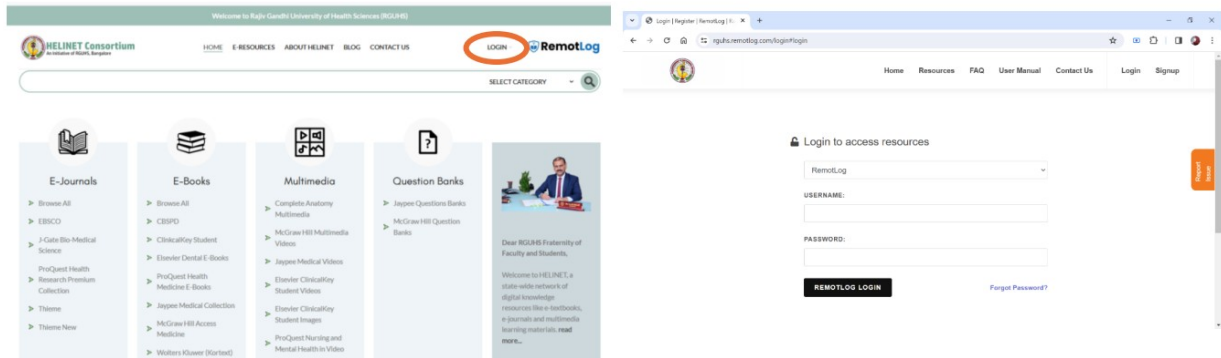 Welcome to Rajiv Gandhi University of Health Sciences (RGUHS)
HELINET Consortium
An Initiative of RGUHS, Bangalore
HOME E-RESOURCES ABOUT HELINET BLOG CONTACT US
LOGIN
RemotLog
SELECT CATEGORY
E-Journals
Browse All
EBSCO
J-Gate Bio-Medical
Science
ProQuest Health
Research Premium
Collection
Thieme
Thieme New
E-Books
Browse All
CBSPD
ClinicalKey Student
Elsevier Dental E-Books
ProQuest Health
Medicine E-Books
Jaypee Medical Collection
McGraw Hill Access
Medicine
Wolters Kluwer (Kortext)
Multimedia
Complete Anatomy
Multimedia
McGraw Hill Multimedia
Videos
Jaypee Medical Videos
Elsevier ClinicalKey
Student Videos
Elsevier ClinicalKey
Student Images
ProQuest Nursing and
Mental Health in Video
Question Banks
Jaypee Questions Banks
McGraw Hill Question
Banks
Dear RGUHS Fraternity of
Faculty and Students,
Welcome to HELINET, a
state-wide network of
digital knowledge
resources like e-textbooks,
e-journals and multimedia
learning materials. read
more...
Login | Register | RemotLog | K..
rguhs.remotlog.com/login#login
Home Resources FAQ User Manual Contact Us Login Signup
Login to access resources
RemotLog
USERNAME:
PASSWORD:
REMOTLOG LOGIN
Forgot Password?
Report
Issue